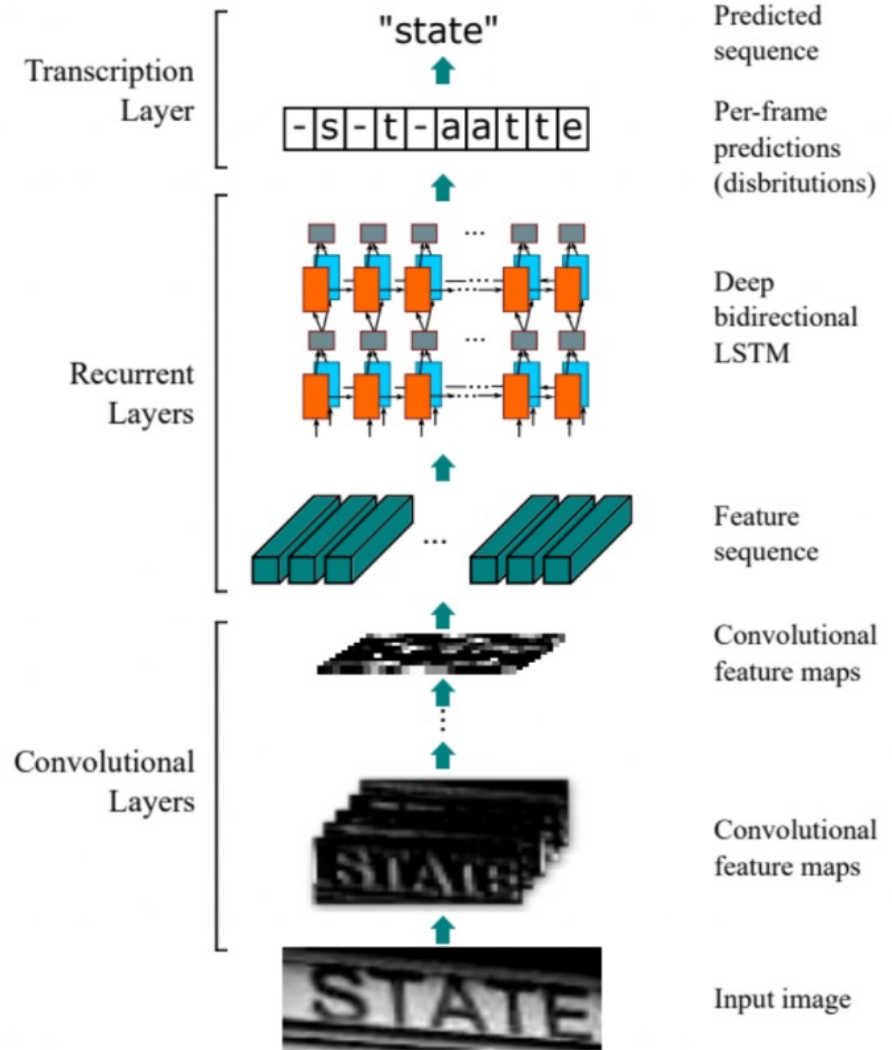 "state"
Predicted
sequence
Transcription
Layer
-s-t-aatte
Per-frame
predictions
(disbritutions)
...
Deep
bidirectional
LSTM
...
Recurrent
Layers
...
Feature
sequence
Convolutional
feature maps
Convolutional
Layers
STATE
Convolutional
feature maps
STATE
Input image